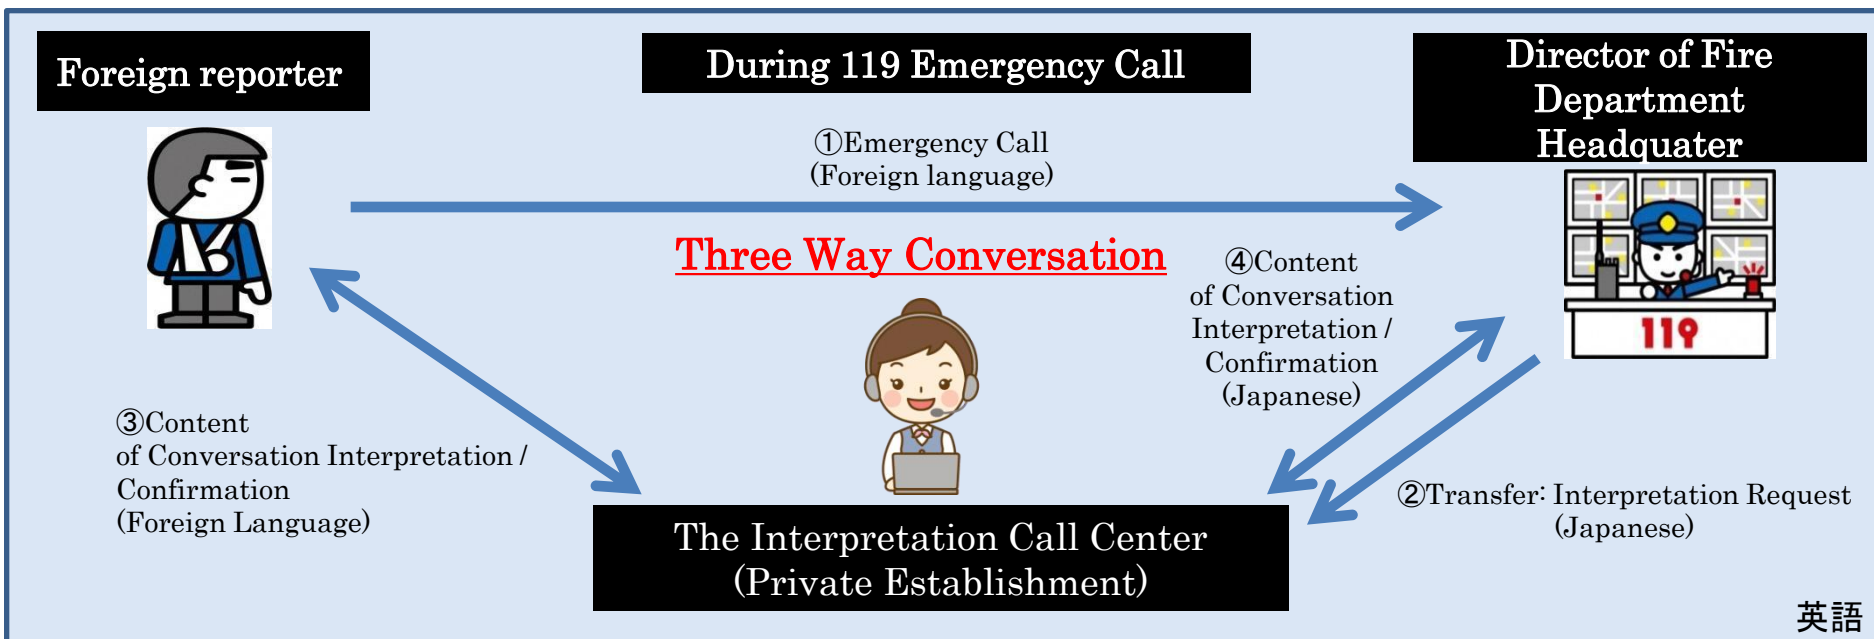 Foreign reporter
During 119 Emergency Call
Director of Fire
Department
Headquater
①Emergency Call
(Foreign language)
Three Way Conversation
④Content
of Conversation
Interpretation /
Confirmation
(Japanese)
119
③Content
of Conversation Interpretation /
Confirmation
(Foreign Language)
②Transfer: Interpretation Request
(Japanese)
The Interpretation Call Center
(Private Establishment)
英語